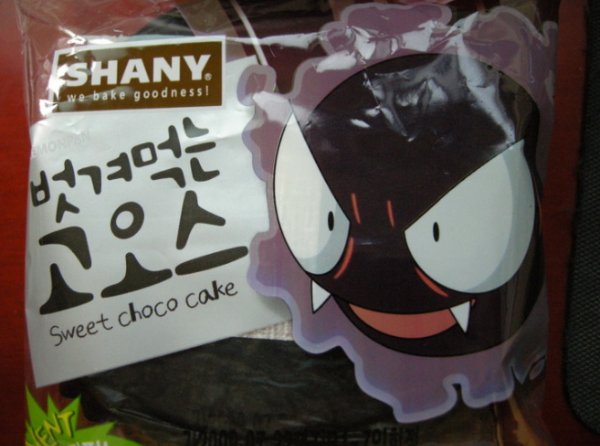 SHANY®
we bake goodness!
벗겨먹는
고오스
Sweet choco cake